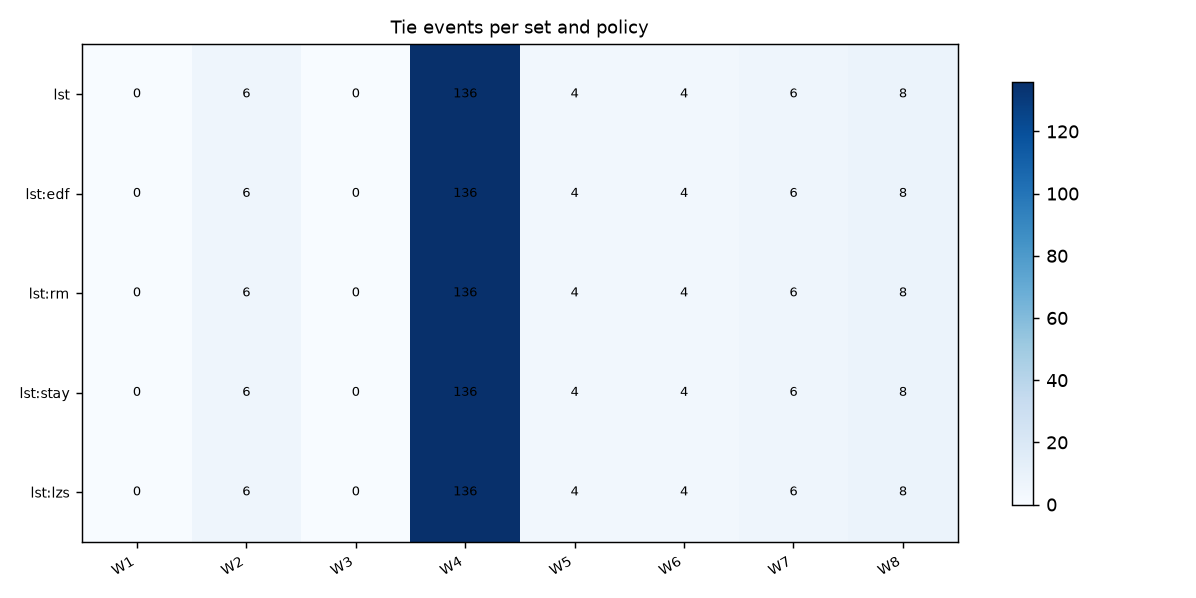 Tie events per set and policy
lst 0 6 0 136 4 4 6 8
lst:edf 0 6 0 136 4 4 6 8
lst:rm 0 6 0 136 4 4 6 8
lst:stay 0 6 0 136 4 4 6 8
lst:lzs 0 6 0 136 4 4 6 8
W1 W2 W3 W4 W5 W6 W7 W8
120
100
80
60
40
20
0